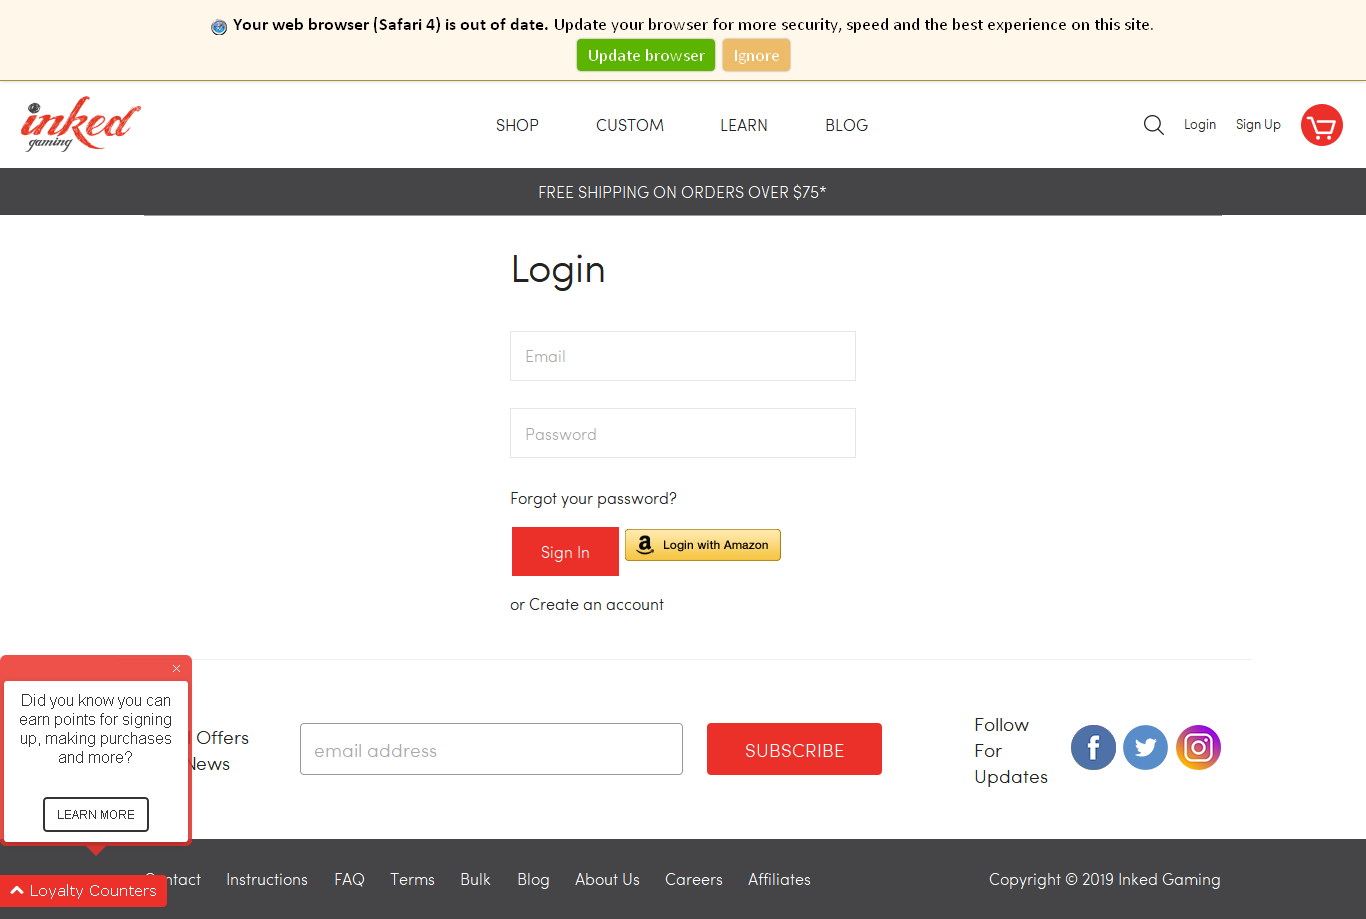 Your web browser (Safari 4) is out of date. Update your browser for more security, speed and the best experience on this site.
Update browser
Ignore
inked
gaming
SHOP
CUSTOM
LEARN
BLOG
Login
Sign Up
FREE SHIPPING ON ORDERS OVER $75*
Login
Email
Password
Forgot your password?
Sign In
Login with Amazon
or Create an account
×
Did you know you can
earn points for signing
up, making purchases
and more?
LEARN MORE
Offers
News
email address
SUBSCRIBE
Follow
For
Updates
Contact
Instructions
FAQ
Terms
Bulk
Blog
About Us
Careers
Affiliates
Copyright © 2019 Inked Gaming
Loyalty Counters